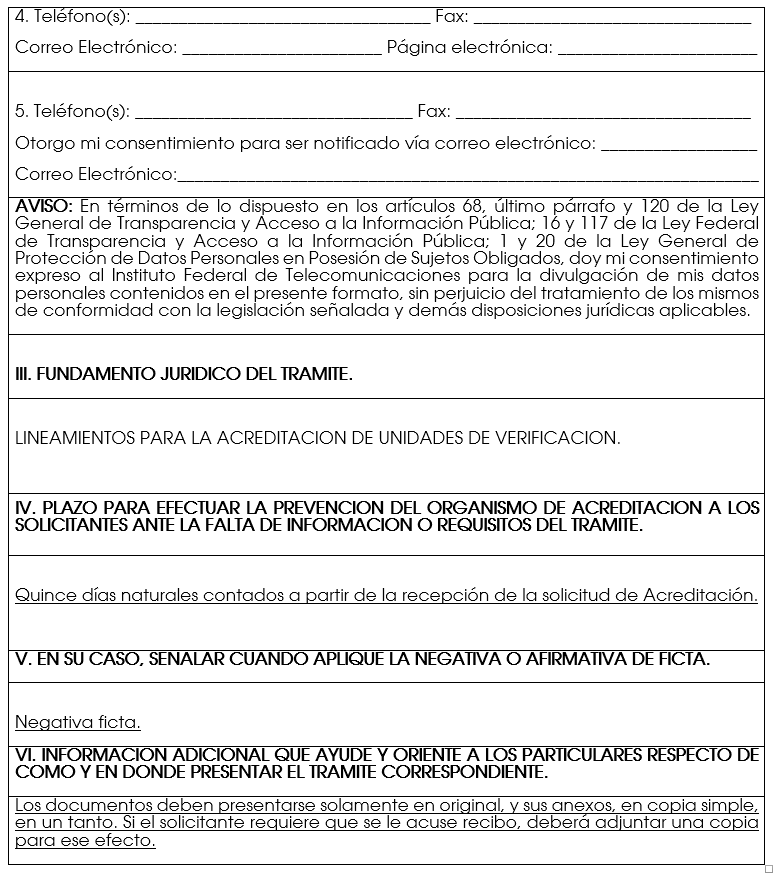 4. Teléfono(s): _________________________________ Fax: _______________________________
Correo Electrónico: ______________________ Página electrónica: ______________________
5. Teléfono(s): _______________________________ Fax: _________________________________
Otorgo mi consentimiento para ser notificado vía correo electrónico: _________________
Correo Electrónico:_________________________________________________________________
AVISO: En términos de lo dispuesto en los artículos 68, último párrafo y 120 de la Ley
General de Transparencia y Acceso a la Información Pública; 16 y 117 de la Ley Federal
de Transparencia y Acceso a la Información Pública; 1 y 20 de la Ley General de
Protección de Datos Personales en Posesión de Sujetos Obligados, doy mi consentimiento
expreso al Instituto Federal de Telecomunicaciones para la divulgación de mis datos
personales contenidos en el presente formato, sin perjuicio del tratamiento de los mismos
de conformidad con la legislación señalada y demás disposiciones jurídicas aplicables.
III. FUNDAMENTO JURIDICO DEL TRAMITE.
LINEAMIENTOS PARA LA ACREDITACION DE UNIDADES DE VERIFICACION.
IV. PLAZO PARA EFECTUAR LA PREVENCION DEL ORGANISMO DE ACREDITACION A LOS
SOLICITANTES ANTE LA FALTA DE INFORMACION O REQUISITOS DEL TRAMITE.
Quince días naturales contados a partir de la recepción de la solicitud de Acreditación.
V. EN SU CASO, SENALAR CUANDO APLIQUE LA NEGATIVA O AFIRMATIVA DE FICTA.
Negativa ficta.
VI. INFORMACION ADICIONAL QUE AYUDE Y ORIENTE A LOS PARTICULARES RESPECTO DE
COMO Y EN DONDE PRESENTAR EL TRAMITE CORRESPONDIENTE.
Los documentos deben presentarse solamente en original, y sus anexos, en copia simple,
en un tanto. Si el solicitante requiere que se le acuse recibo, deberá adjuntar una copia
para ese efecto.